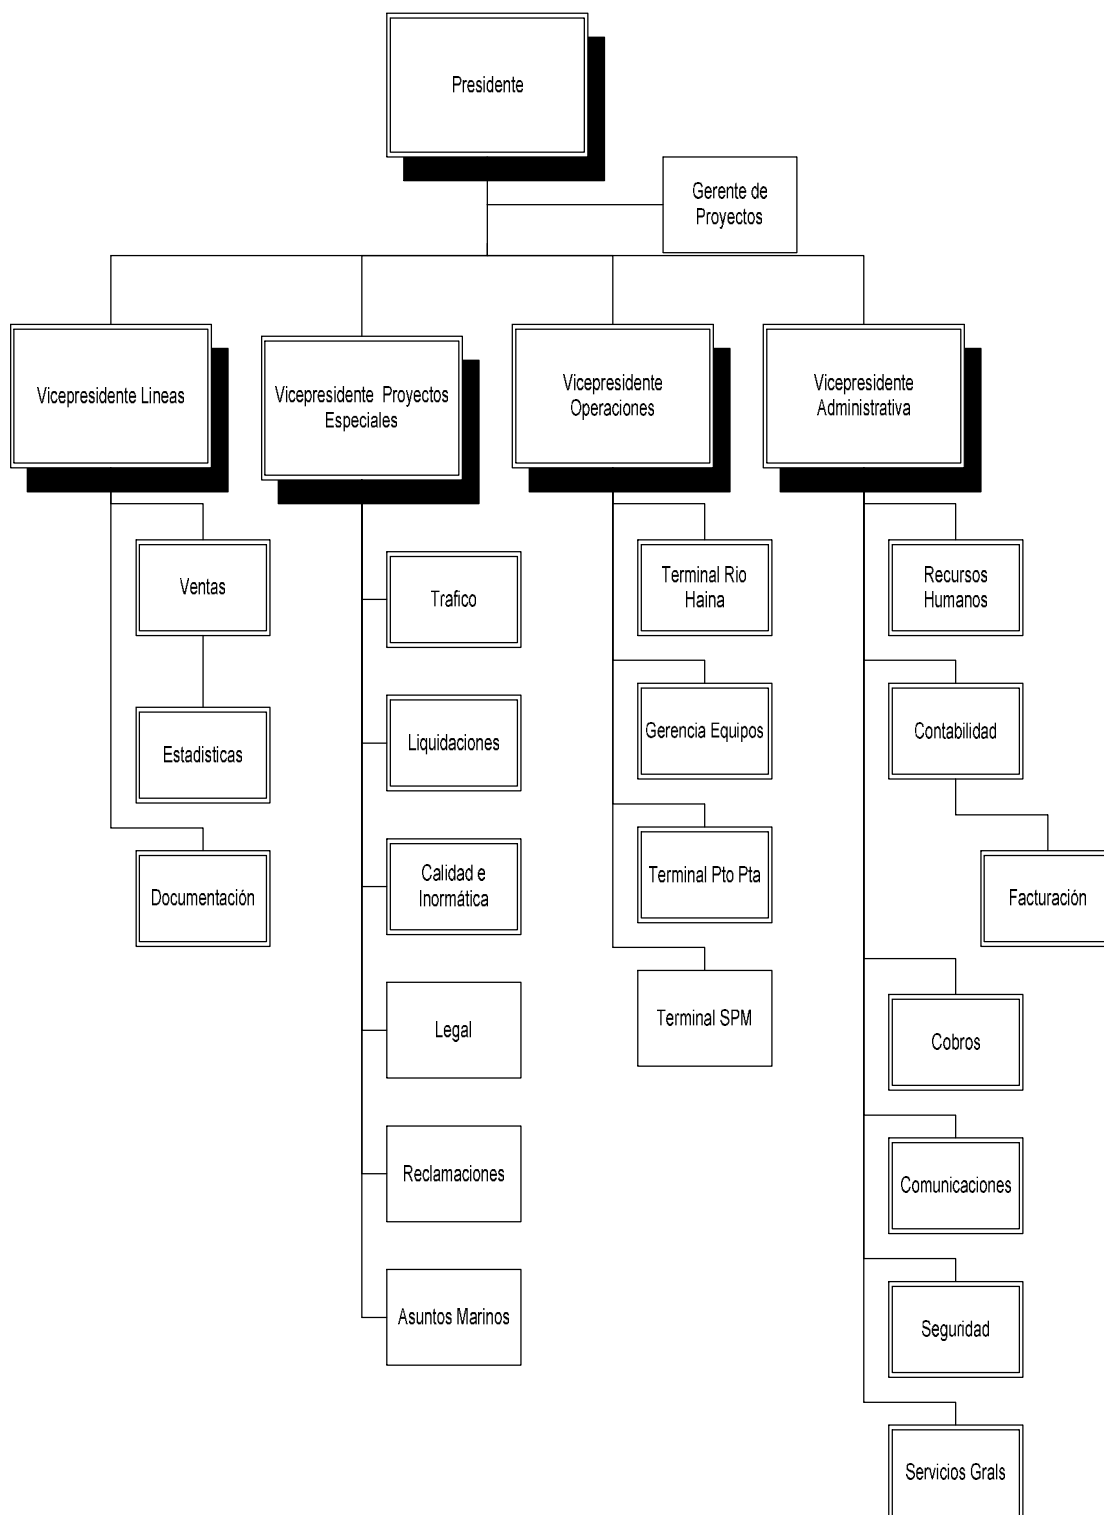 Presidente
Gerente de
Proyectos
Vicepresidente Lineas
Vicepresidente Proyectos
Especiales
Vicepresidente
Operaciones
Vicepresidente
Administrativa
Ventas
Estadisticas
Documentación
Trafico
Liquidaciones
Calidad e
Inormática
Legal
Reclamaciones
Asuntos Marinos
Terminal Rio
Haina
Gerencia Equipos
Terminal Pto Pta
Terminal SPM
Recursos
Humanos
Contabilidad
Facturación
Cobros
Comunicaciones
Seguridad
Servicios Grals